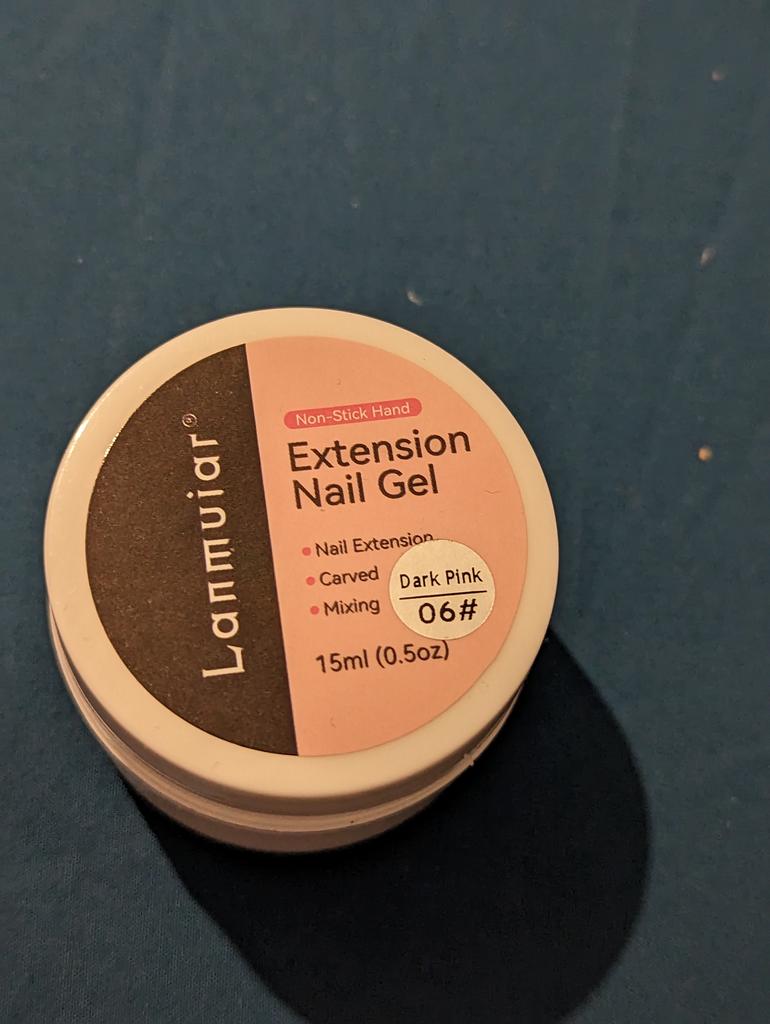 Lanmuiar®
Non-Stick Hand
Extension
Nail Gel
• Nail Extension
• Carved
• Mixing
Dark Pink
06#
15ml (0.5oz)